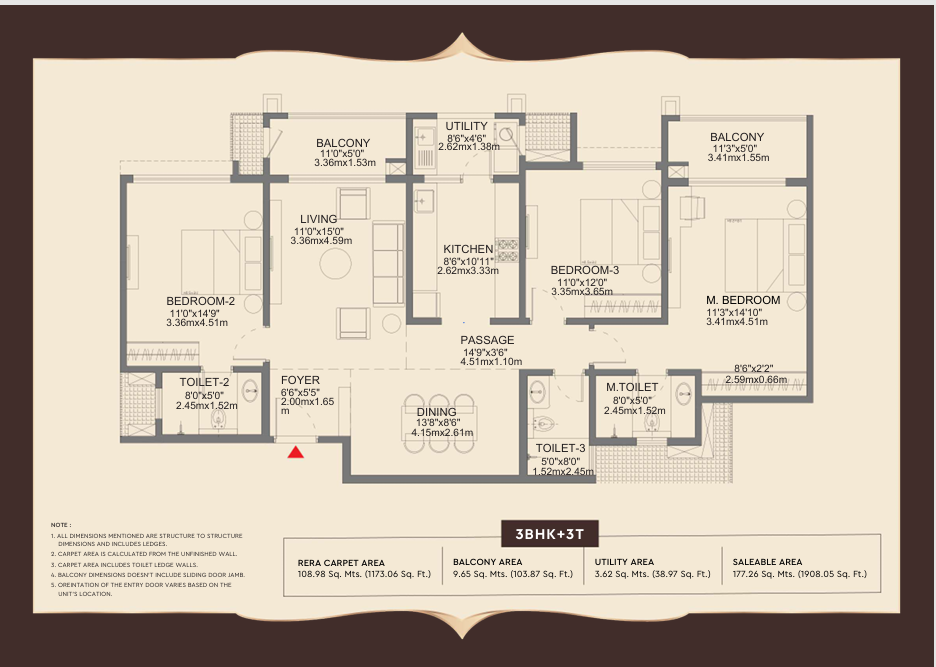 BALCONY
11'0"x5'0"
3.36mx1.53m
UTILITY
8'6"x4'6"
2.62mx1.38m
BALCONY
11'3"x5'0"
3.41mx1.55m
LIVING
11'0"x15'0"
3.36mx4.59m
KITCHEN
8'6"x10'11"
2.62mx3.33m
BEDROOM-3
11'0"x12'0"
3.35mx3.65m
BEDROOM-2
11'0"x14'9"
3.36mx4.51m
M. BEDROOM
11'3"x14'10"
3.41mx4.51m
PASSAGE
14'9"x3'6"
4.51mx1.10m
8'6"x2'2"
2.59mx0.66m
TOILET-2
8'0"x5'0"
2.45mx1.52m
FOYER
6'6"x5'5"
2.00mx1.65
m
M.TOILET
8'0"x5'0"
2.45mx1.52m
DINING
13'8"x8'6"
4.15mx2.61m
TOILET-3
5'0"x8'0"
1.52mx2.45m
NOTE :
1. ALL DIMENSIONS MENTIONED ARE STRUCTURE TO STRUCTURE
DIMENSIONS AND INCLUDES LEDGES.
2. CARPET AREA IS CALCULATED FROM THE UNFINISHED WALL.
3. CARPET AREA INCLUDES TOILET LEDGE WALLS.
4. BALCONY DIMENSIONS DOESN'T INCLUDE SLIDING DOOR JAMB.
5. OREINTATION OF THE ENTRY DOOR VARIES BASED ON THE
UNIT'S LOCATION.
3BHK+3T
RERA CARPET AREA
108.98 Sq. Mts. (1173.06 Sq. Ft.)
BALCONY AREA
9.65 Sq. Mts. (103.87 Sq. Ft.)
UTILITY AREA
3.62 Sq. Mts. (38.97 Sq. Ft.)
SALEABLE AREA
177.26 Sq. Mts. (1908.05 Sq. Ft.)